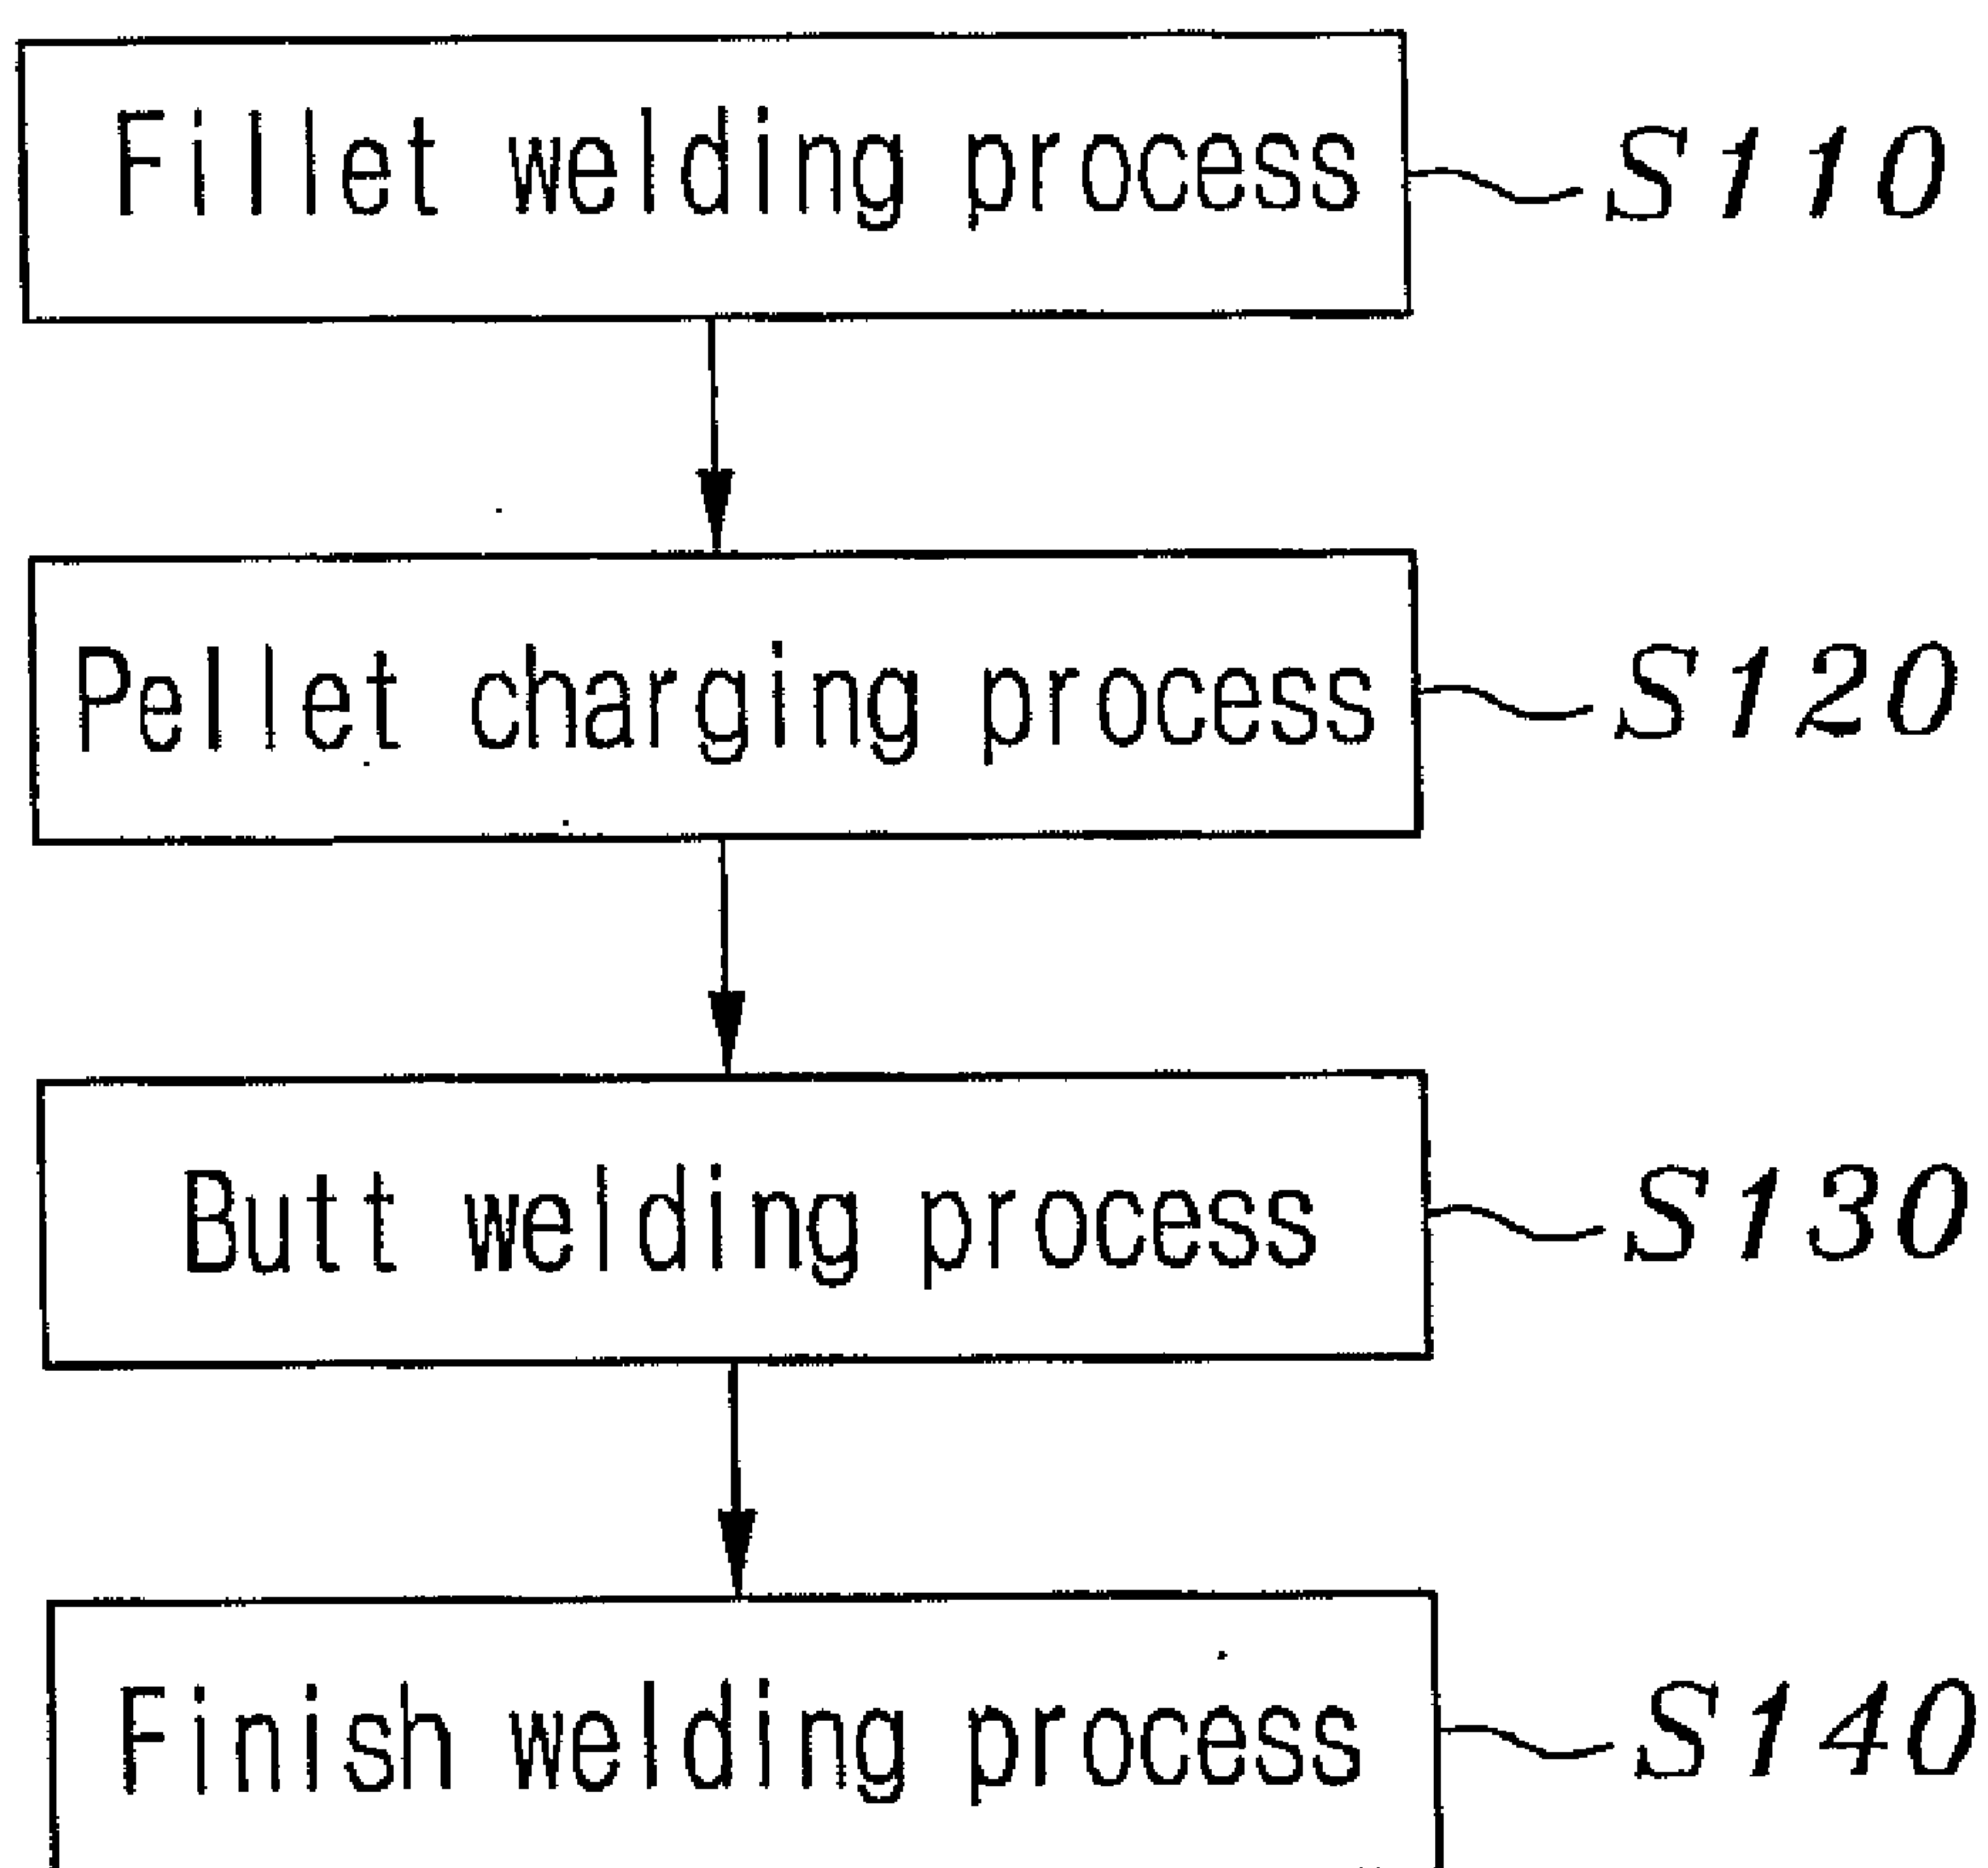 Fillet welding process S110
Pellet charging process S120
Butt welding process S130
Finish welding process S140